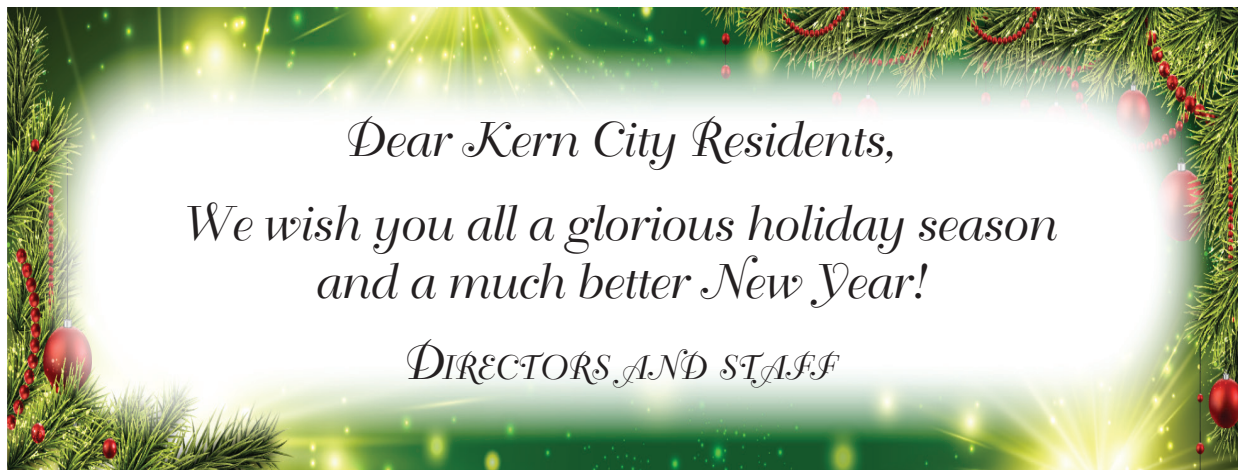 Dear Kern City Residents,
We wish you all a glorious holiday season
and a much better New Year!
DIRECTORS AND STAFF